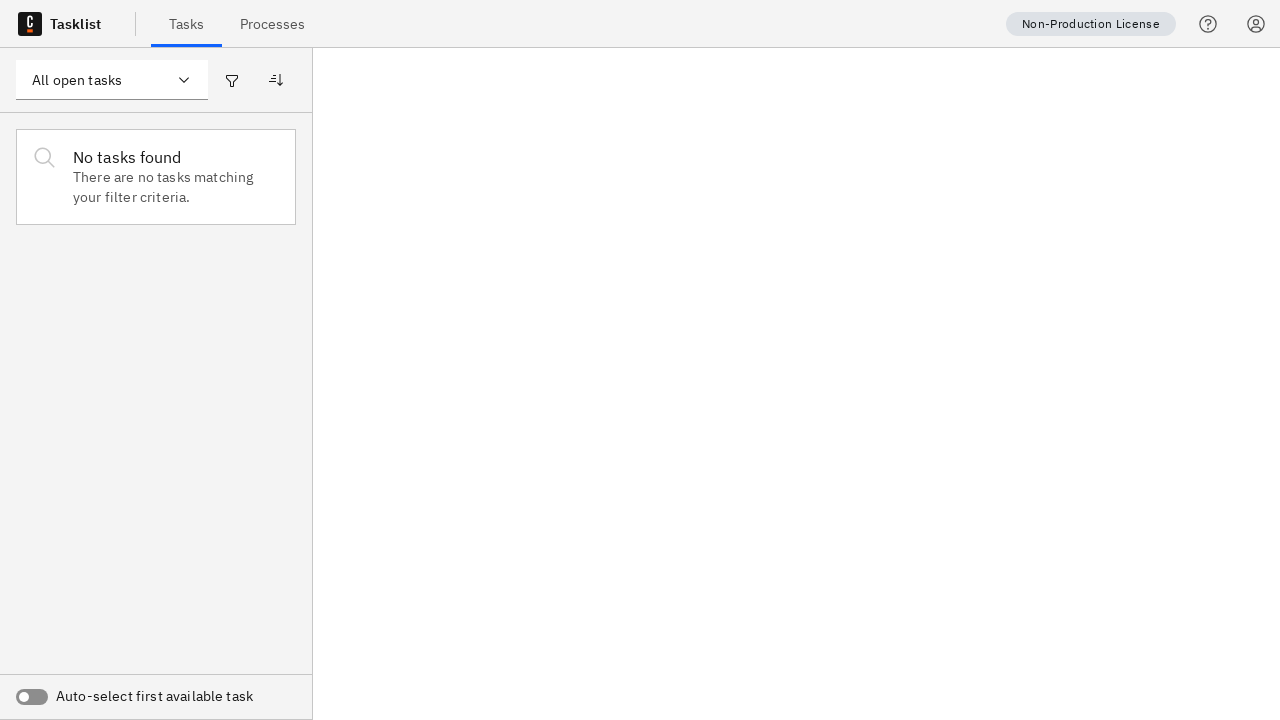 Tasklist
Tasks
Processes
Non-Production License
All open tasks
No tasks found
There are no tasks matching
your filter criteria.
Auto-select first available task